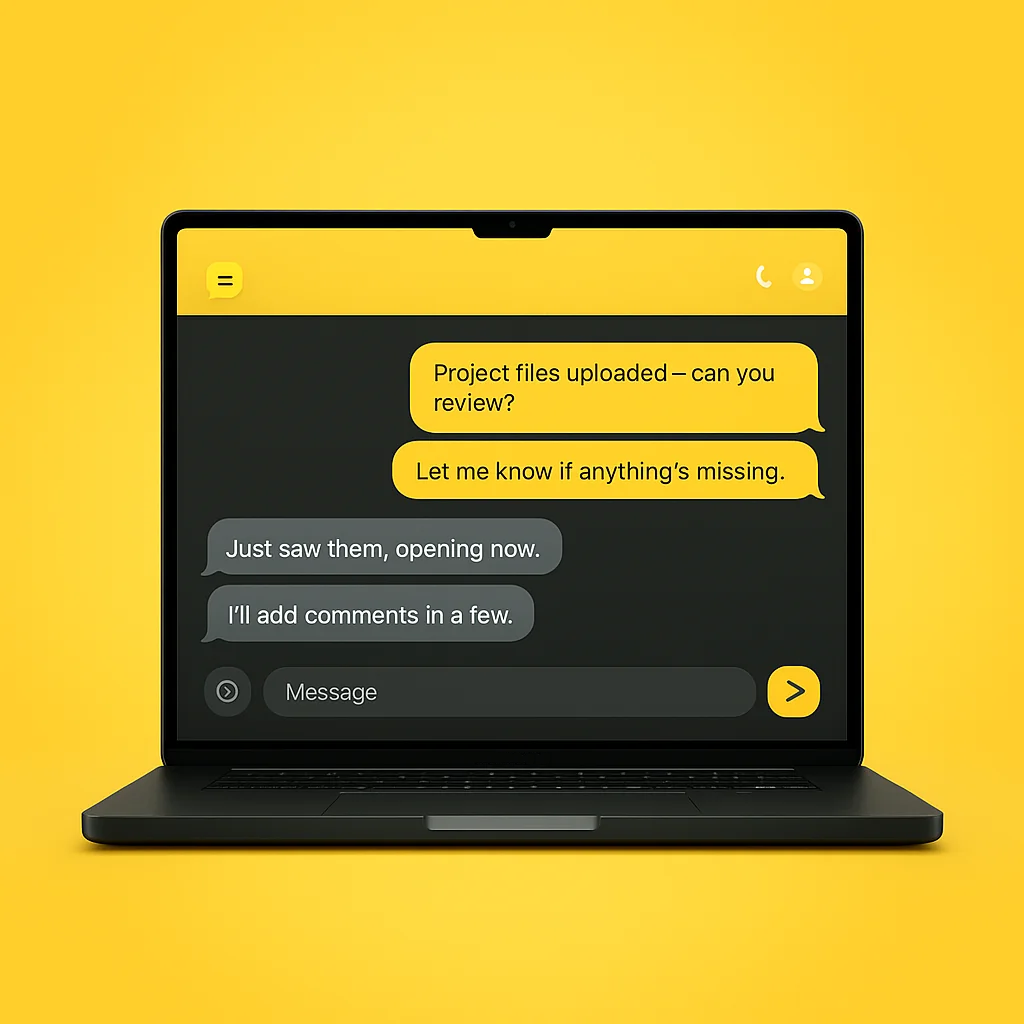 Project files uploaded – can you
review?
Let me know if anything’s missing.
Just saw them, opening now.
I’ll add comments in a few.
Message